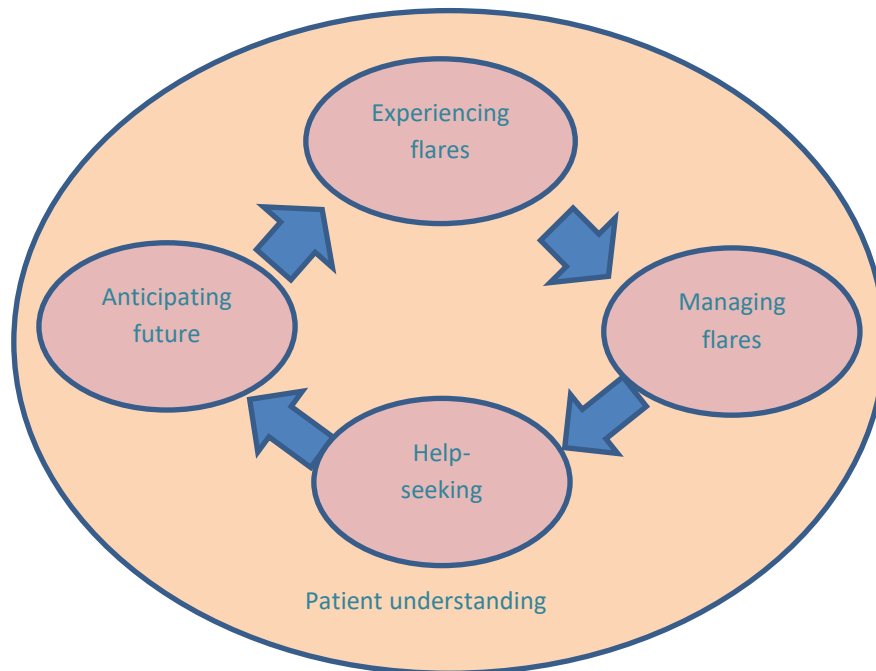 Experiencing
flares
Anticipating
future
Managing
flares
Help-
seeking
Patient understanding